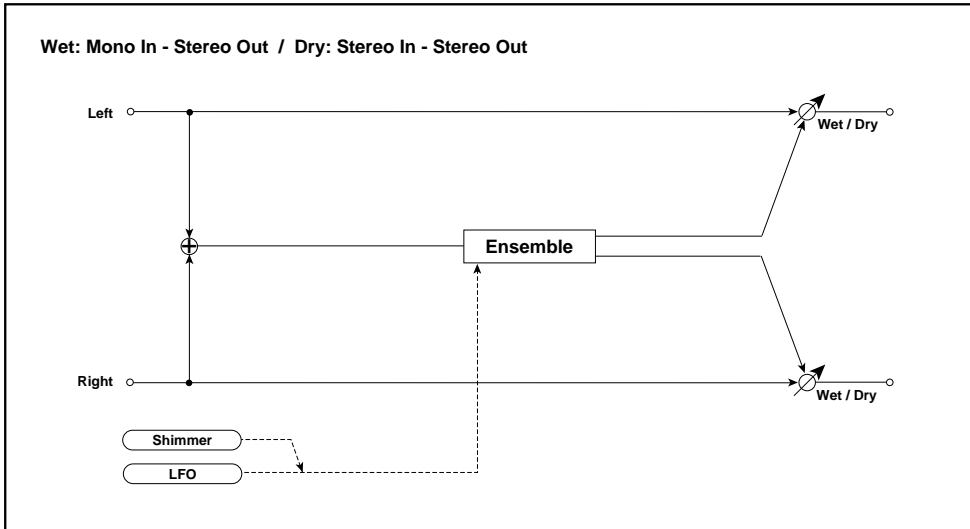 Wet: Mono In - Stereo Out / Dry: Stereo In - Stereo Out
Left
Wet / Dry
+
Ensemble
Right
Wet / Dry
Shimmer
LFO